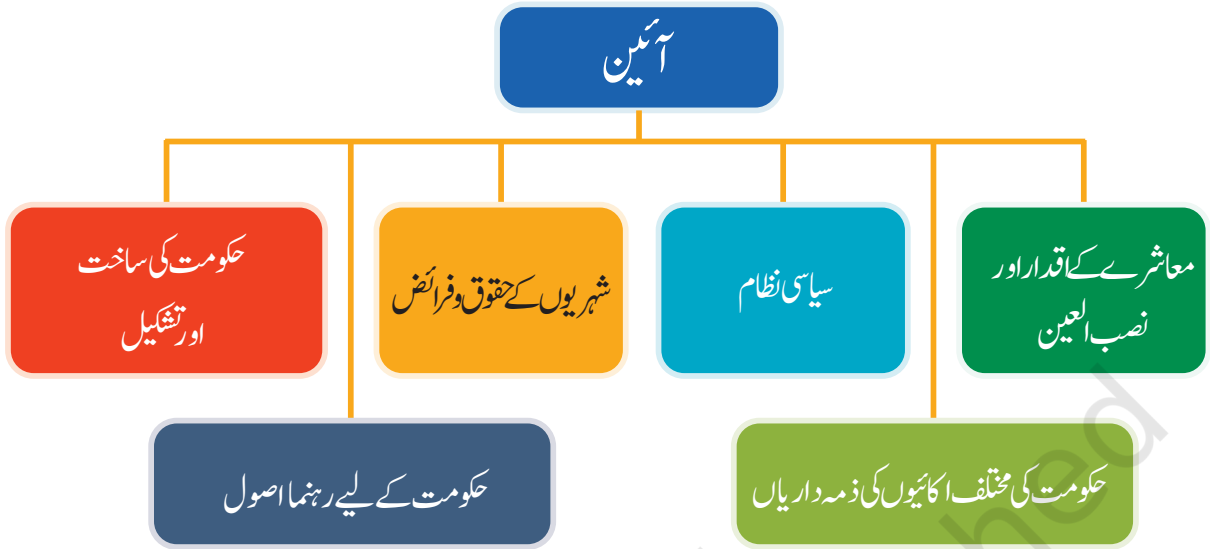 آئین
معاشرے کے اقدار اور
نصب العین
سیاسی نظام
شہریوں کے حقوق و فرائض
حکومت کی ساخت
اور تشکیل
حکومت کی مختلف اکائیوں کی ذمہ داریاں
حکومت کے لیے رہنما اصول
hed